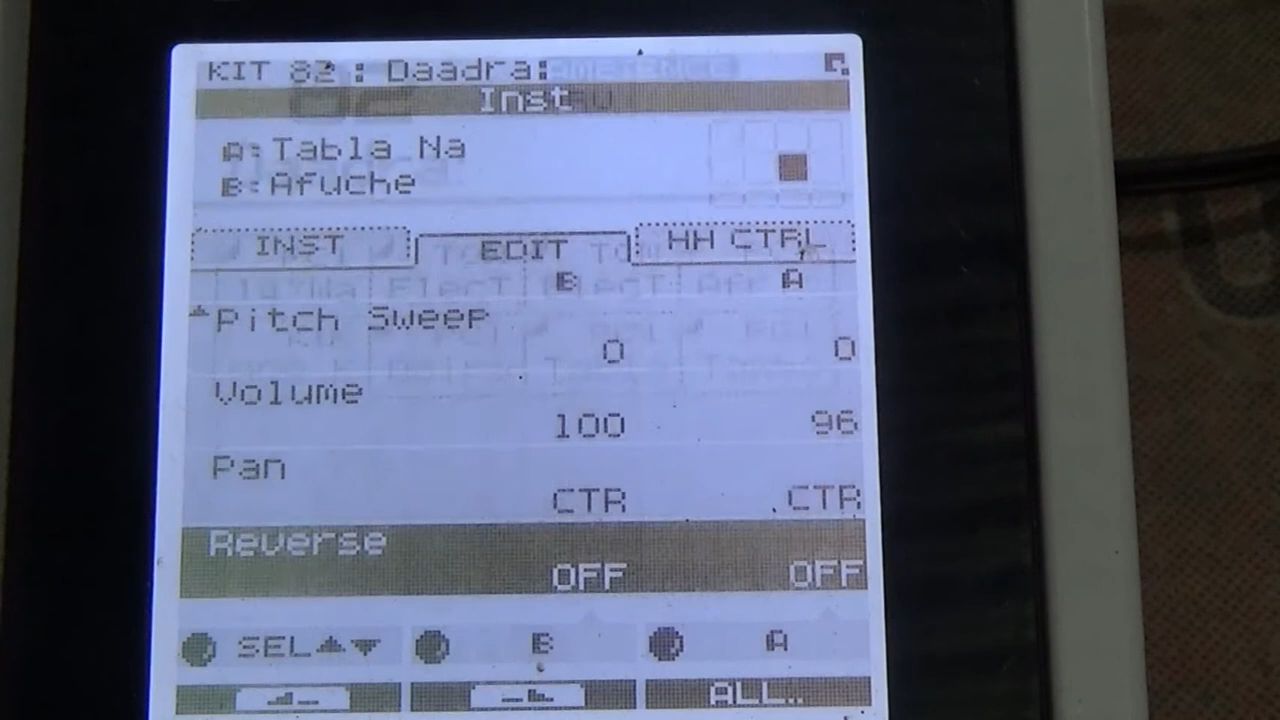 KIT 82 : Daadra:
Inst
A:Tabla Na
B:Afuche
INST EDIT HH CTRL
B A
Pitch Sweep
0 0
Volume
100 96
Pan
CTR CTR
Reverse
OFF OFF
SEL▲▼ B A
ALL..